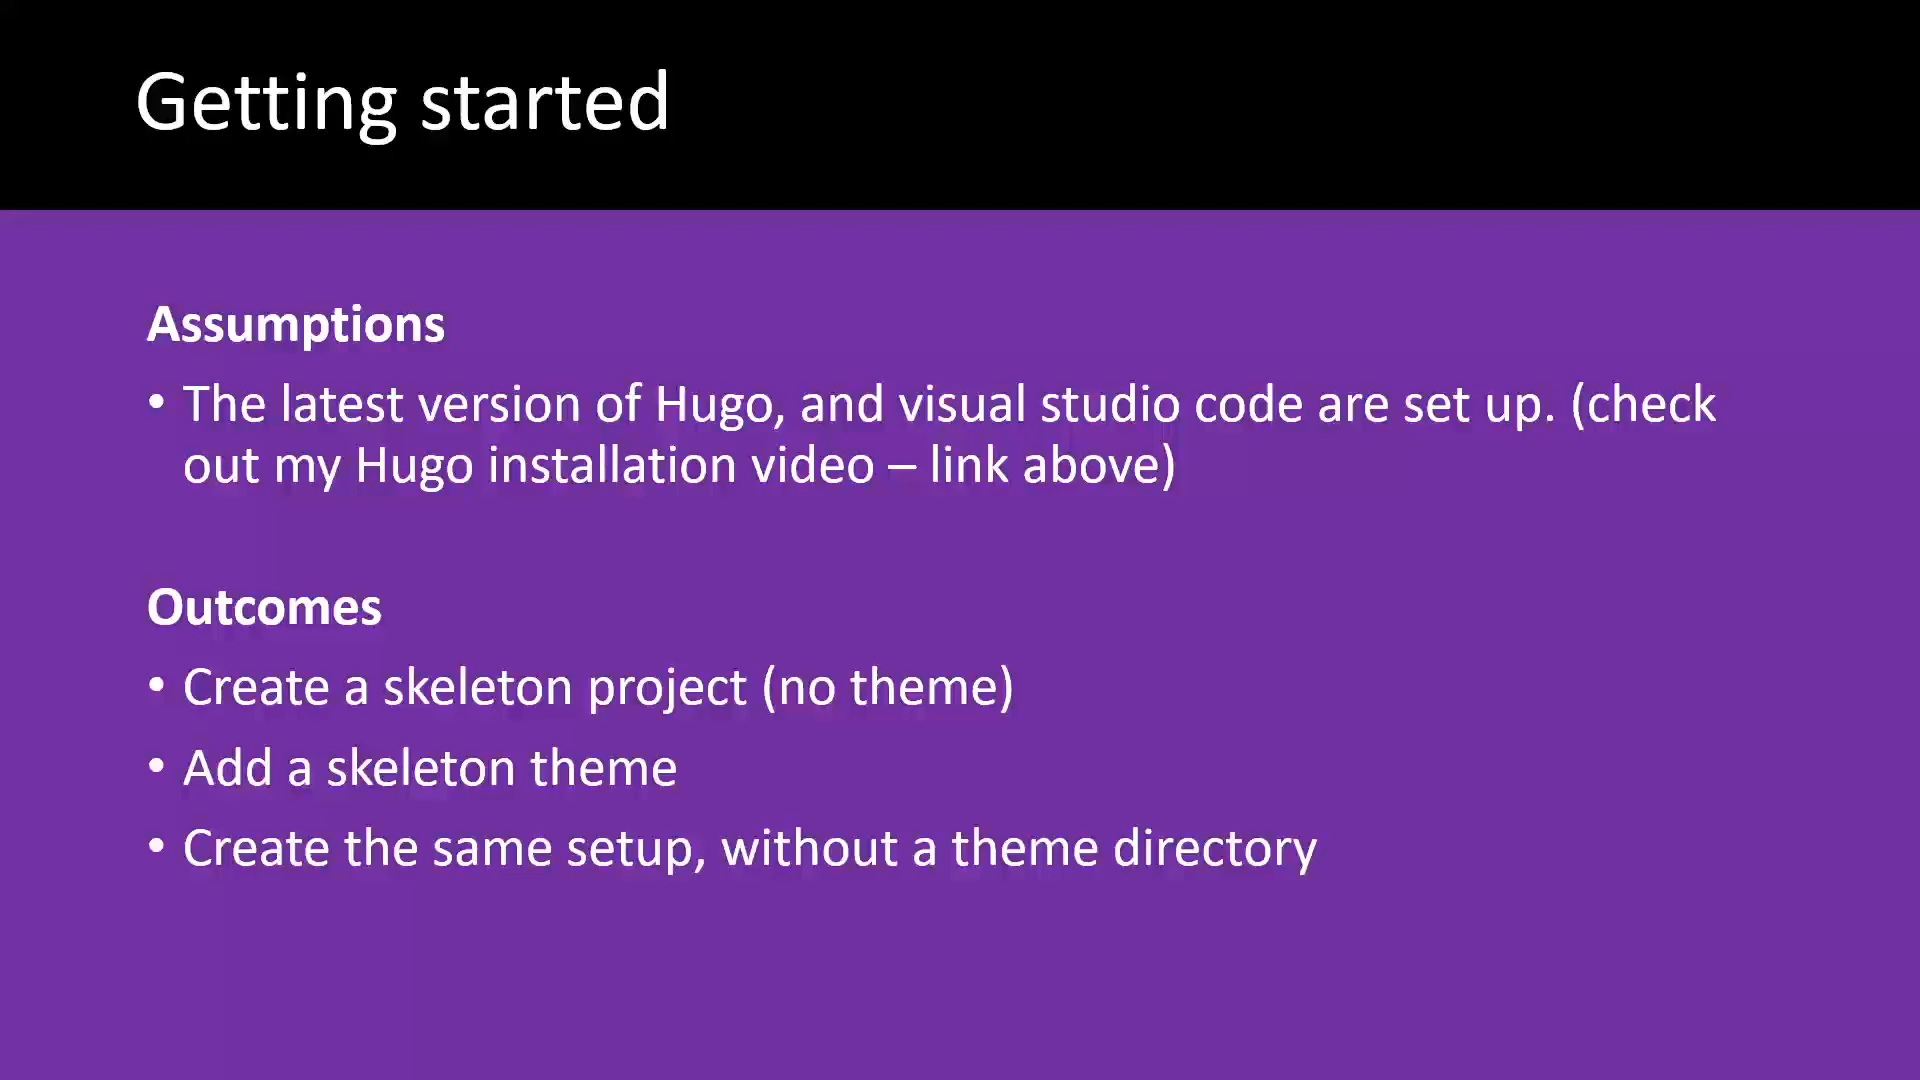 Getting started
Assumptions
• The latest version of Hugo, and visual studio code are set up. (check
out my Hugo installation video – link above)
Outcomes
• Create a skeleton project (no theme)
• Add a skeleton theme
• Create the same setup, without a theme directory